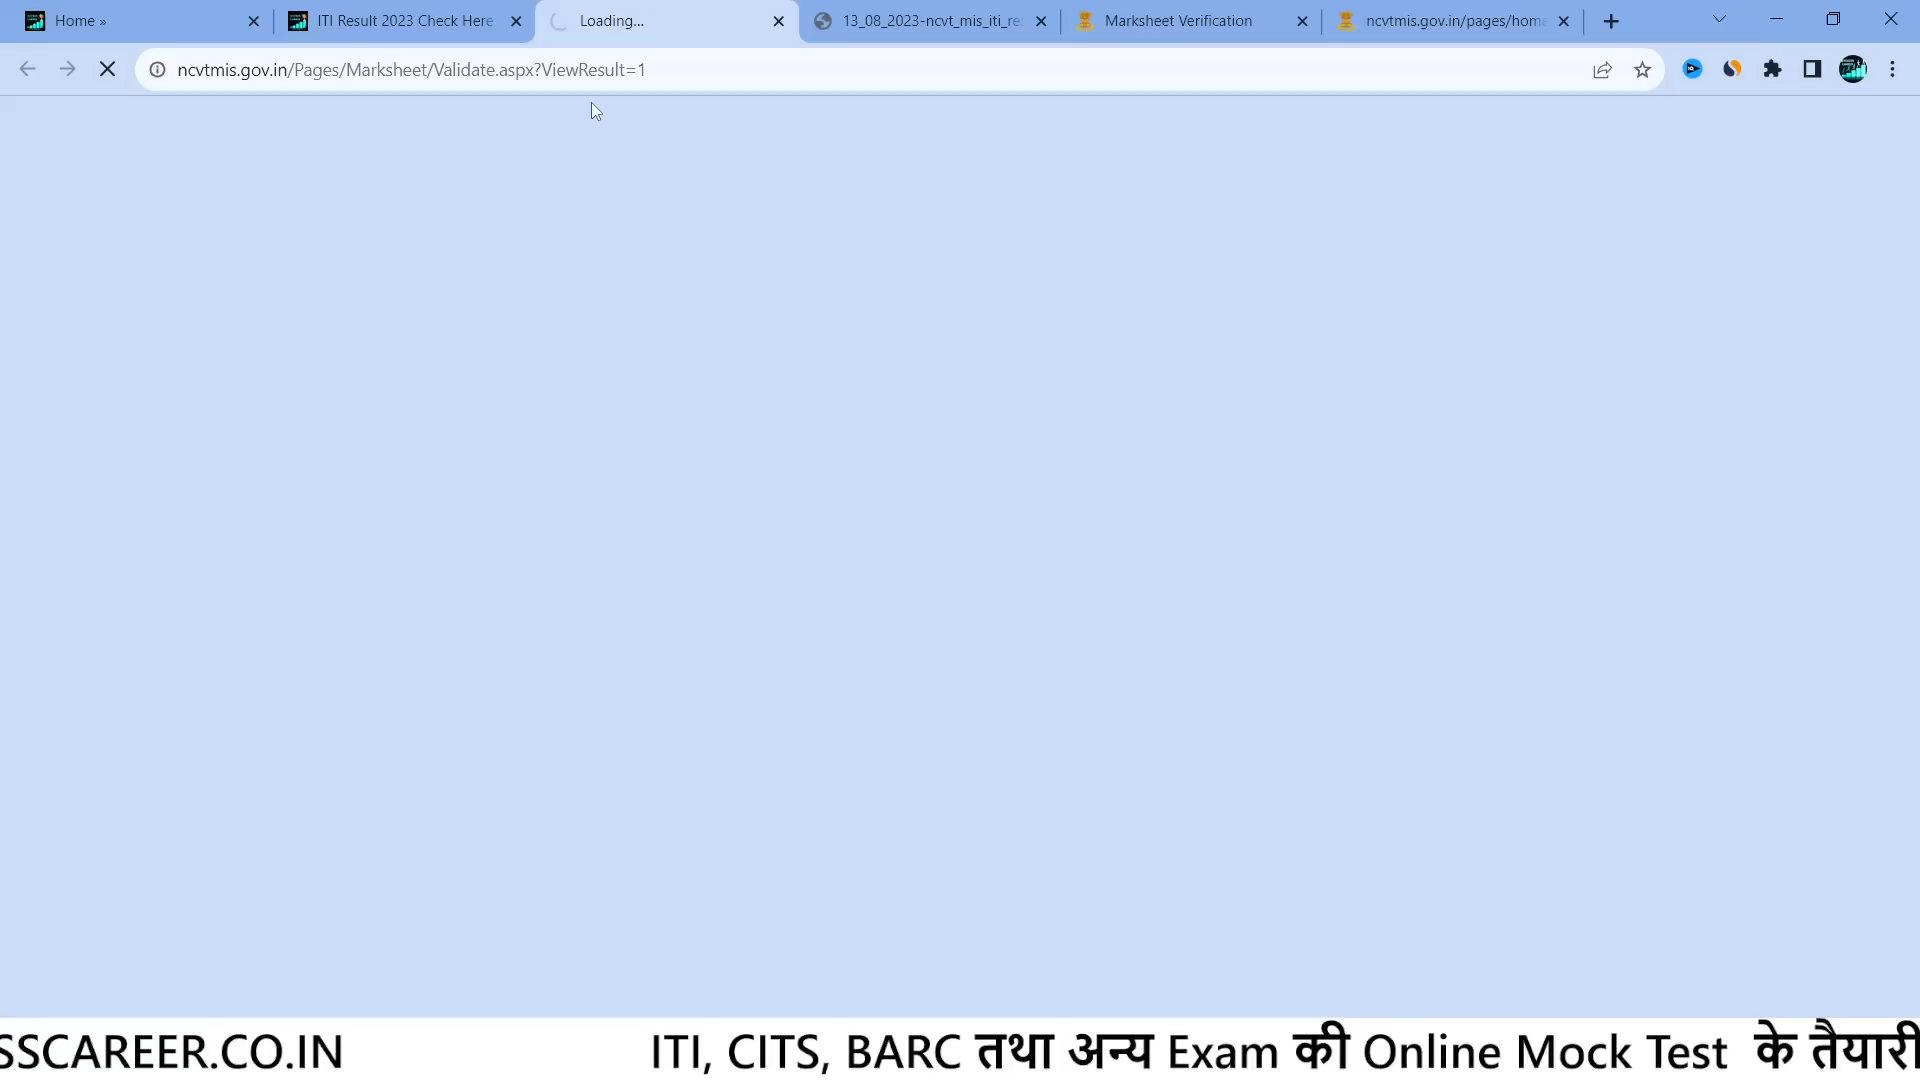 Home »
ITI Result 2023 Check Here
Loading...
13_08_2023-ncvt_mis_iti_re
Marksheet Verification
ncvtmis.gov.in/pages/home
ncvtmis.gov.in/Pages/Marksheet/Validate.aspx?ViewResult=1
SSCAREER.CO.IN ITI, CITS, BARC तथा अन्य Exam की Online Mock Test के तैयारी